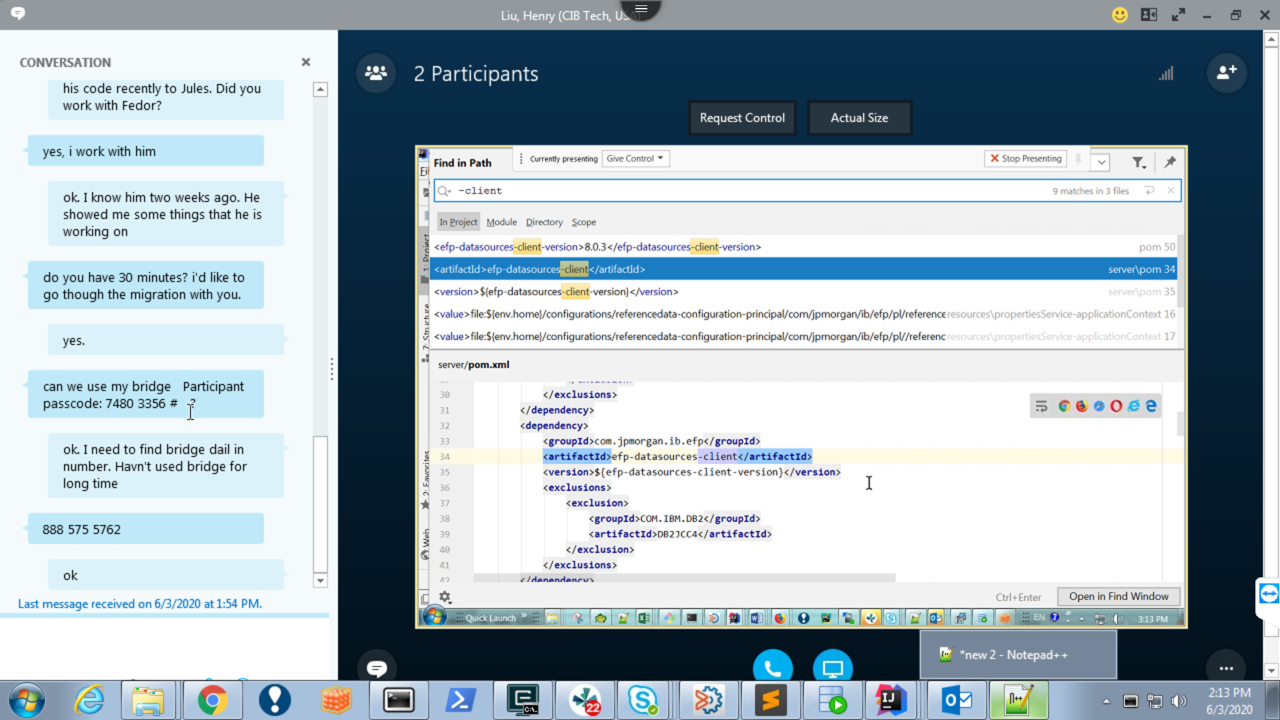 Liu, Henry (CIB Tech, US
CONVERSATION
his code recently to Jules. Did you
work with Fedor?
yes, i work with him
ok. I know him two weeks ago. He
showed me some things that he is
working on
do you have 30 minutes? i'd like to
go though the migration with you.
yes.
can we use my bridge   Participant
passcode: 7480 3356 #   ?
ok. I need to find bridge dail in
number. Havn't used bridge for
long time
888 575 5762
ok
Last message received on 6/3/2020 at 1:54 PM.
2 Participants
Request Control
Actual Size
Find in Path
Currently presenting
Give Control
Stop Presenting
-client
9 matches in 3 files
In Project
Module
Directory
Scope
<efp-datasources-client-version>8.0.3</efp-datasources-client-version>
pom 50
<artifactId>efp-datasources-client</artifactId>
server\pom 34
<version>${efp-datasources-client-version}</version>
server\pom 35
<value>file:${env.home}/configurations/referencedata-configuration-principal/com/jpmorgan/ib/efp/pl/reference
resources\propertiesService-applicationContext 16
<value>file:${env.home}/configurations/referencedata-configuration-principal/com/jpmorgan/ib/efp/pl//referenc
resources\propertiesService-applicationContext 17
server/pom.xml
30 </exclusions>
31 </dependency>
32 <dependency>
33 <groupId>com.jpmorgan.ib.efp</groupId>
34 <artifactId>efp-datasources-client</artifactId>
35 <version>${efp-datasources-client-version}</version>
36 <exclusions>
37 <exclusion>
38 <groupId>COM.IBM.DB2</groupId>
39 <artifactId>DB2JCC4</artifactId>
40 </exclusion>
41 </exclusions>
42 </dependency>
Ctrl+Enter
Open in Find Window
1: Project
2: Favorites
Web
Quick Launch
EN
3:13 PM
*new 2 - Notepad++
22
2:13 PM
6/3/2020